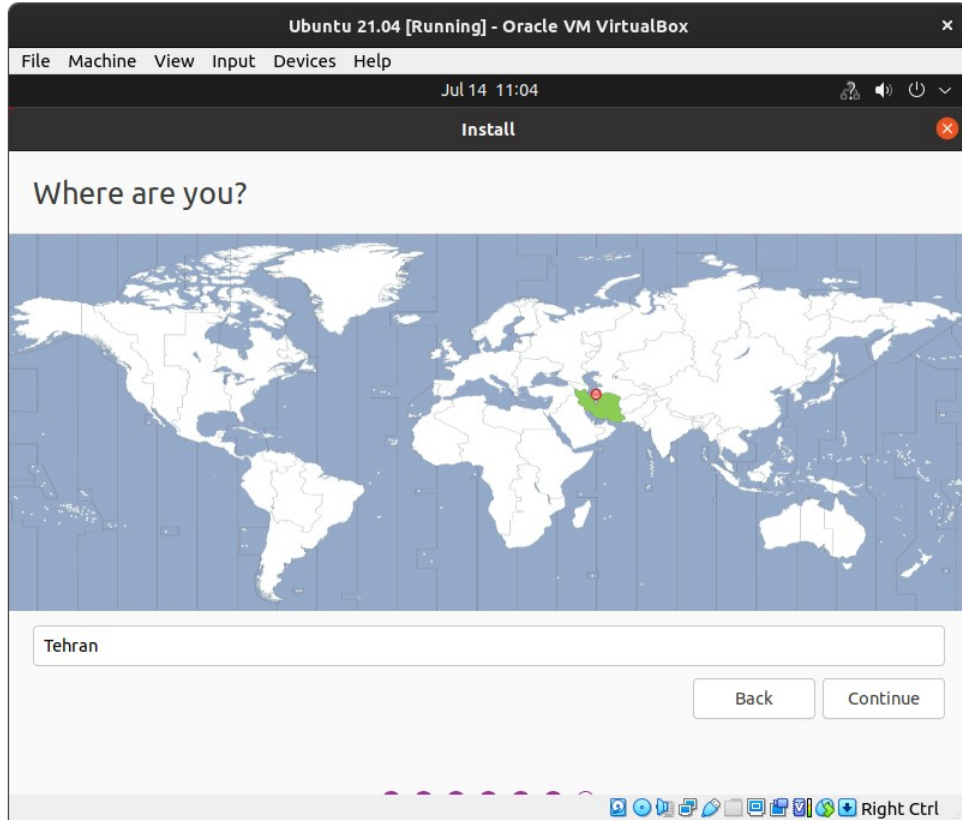 Ubuntu 21.04 [Running] - Oracle VM VirtualBox
File Machine View Input Devices Help
Jul 14 11:04
Install
Where are you?
Tehran
Back Continue
Right Ctrl